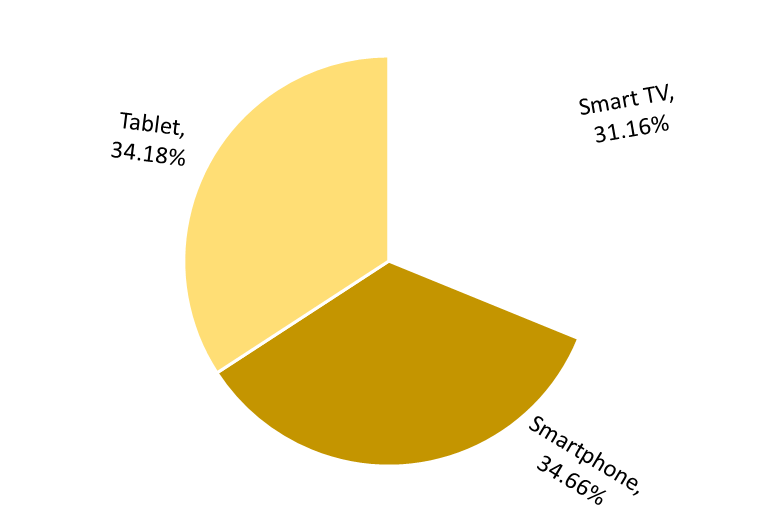 Tablet,
34.18%
Smart TV,
31.16%
Smartphone,
34.66%